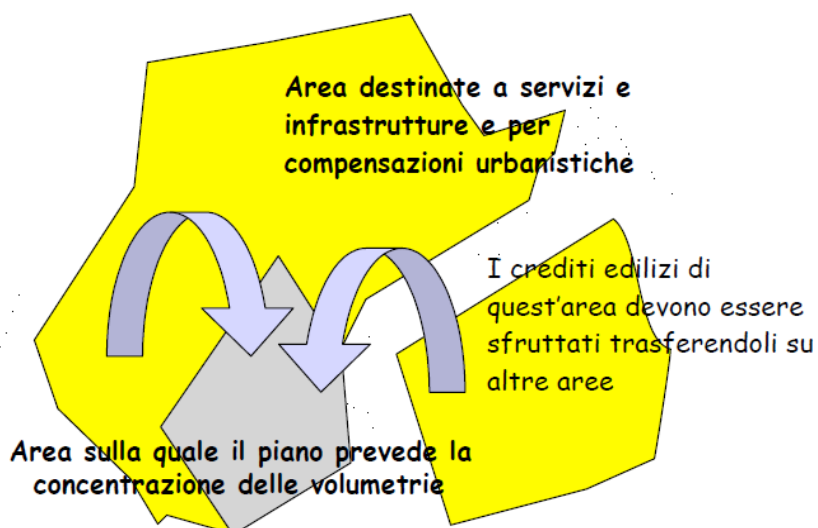 Area destinate a servizi e
infrastrutture e per
compensazioni urbanistiche
I crediti edilizi di
quest'area devono essere
sfruttati trasferendoli su
altre aree
Area sulla quale il piano prevede la
concentrazione delle volumetrie